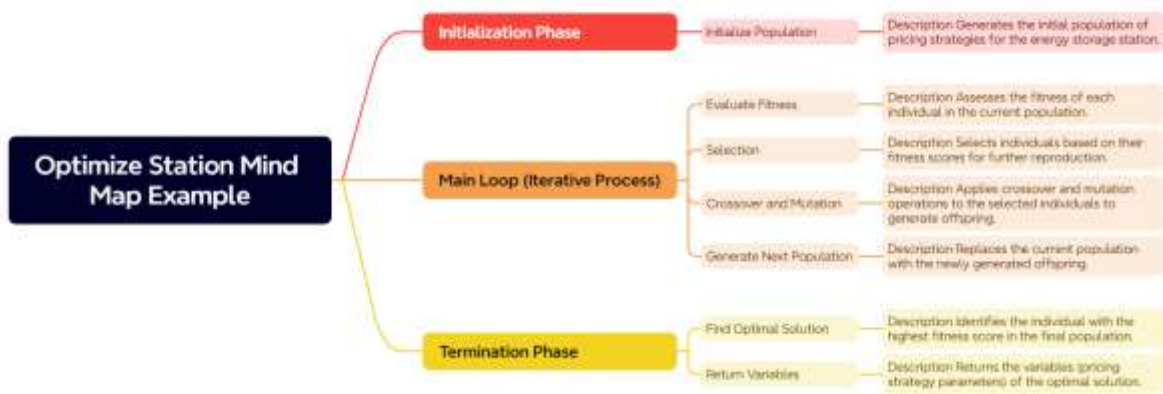 Optimize Station Mind
Map Example
Initialization Phase
Initialize Population
Description Generates the initial population of
pricing strategies for the energy storage station.
Main Loop (Iterative Process)
Evaluate Fitness
Description Assesses the fitness of each
individual in the current population.
Selection
Description Selects individuals based on their
fitness scores for further reproduction.
Crossover and Mutation
Description Applies crossover and mutation
operations to the selected individuals to
generate offspring.
Generate Next Population
Description Replaces the current population
with the newly generated offspring.
Termination Phase
Find Optimal Solution
Description Identifies the individual with the
highest fitness score in the final population.
Return Variables
Description Returns the variables (pricing
strategy parameters) of the optimal solution.